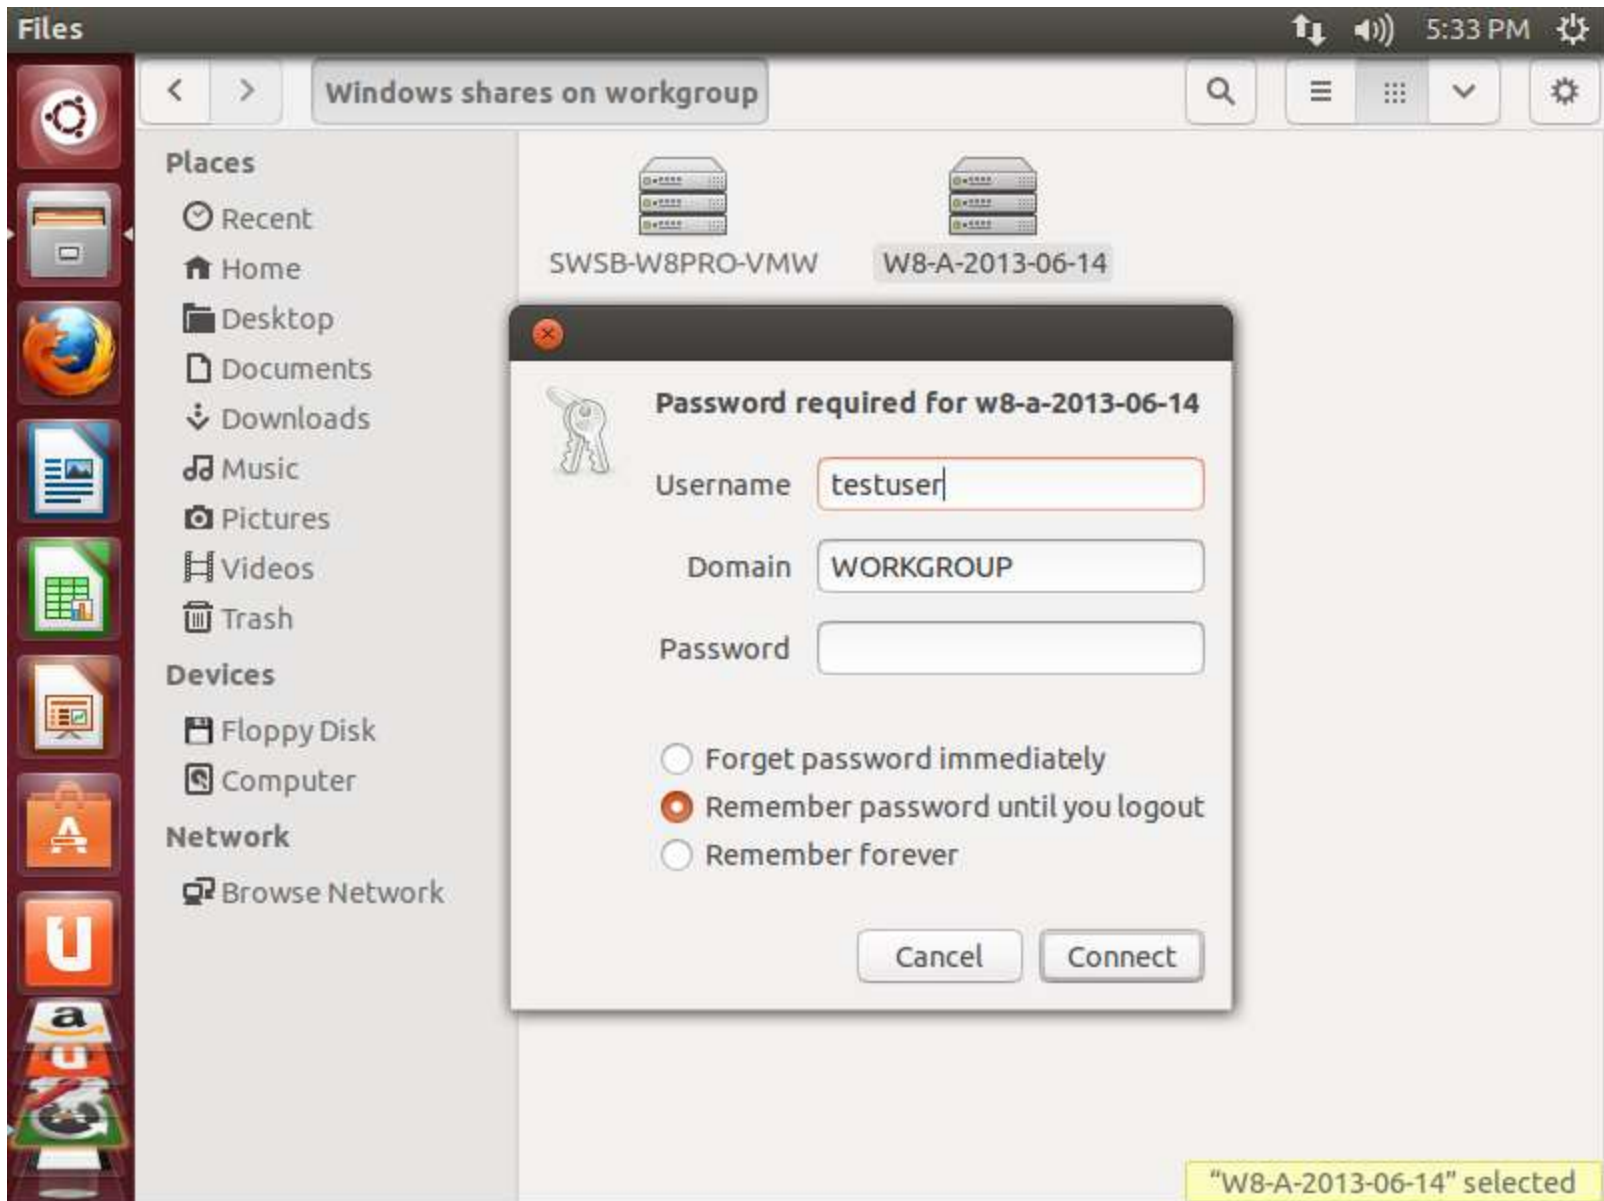 Files
5:33 PM
Windows shares on workgroup
Places
Recent
Home
Desktop
Documents
Downloads
Music
Pictures
Videos
Trash
Devices
Floppy Disk
Computer
Network
Browse Network
SWSB-W8PRO-VMW
W8-A-2013-06-14
Password required for w8-a-2013-06-14
Username testuser
Domain WORKGROUP
Password
Forget password immediately
Remember password until you logout
Remember forever
Cancel Connect
"W8-A-2013-06-14" selected